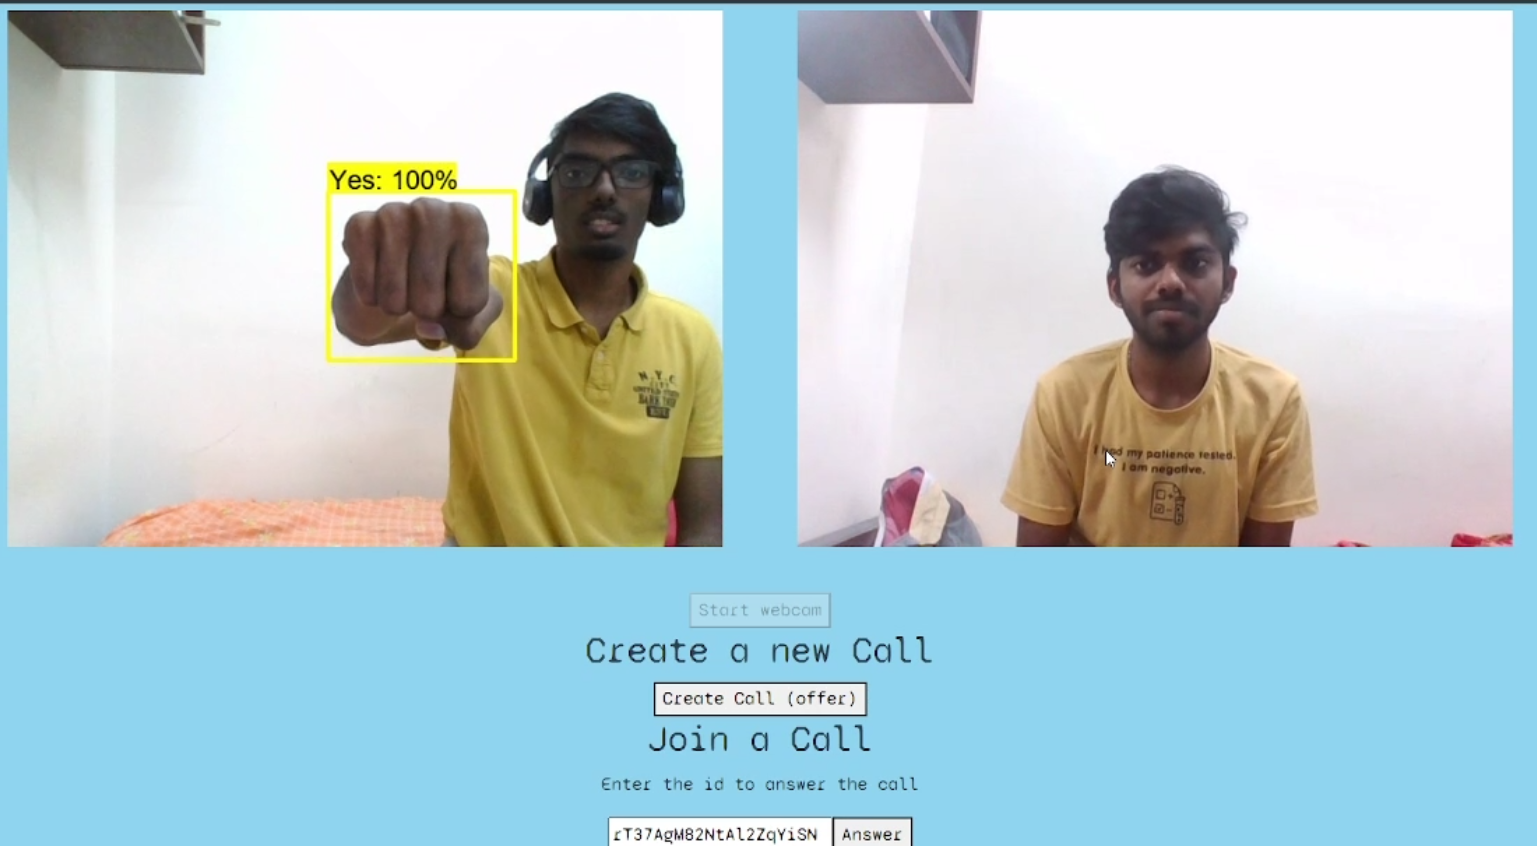 Yes: 100%
N.Y.C
I had my patience tested.
I am negative.
Start webcam
Create a new Call
Create Call (offer)
Join a Call
Enter the id to answer the call
rT37AgM82NtAl2ZqYiSN Answer